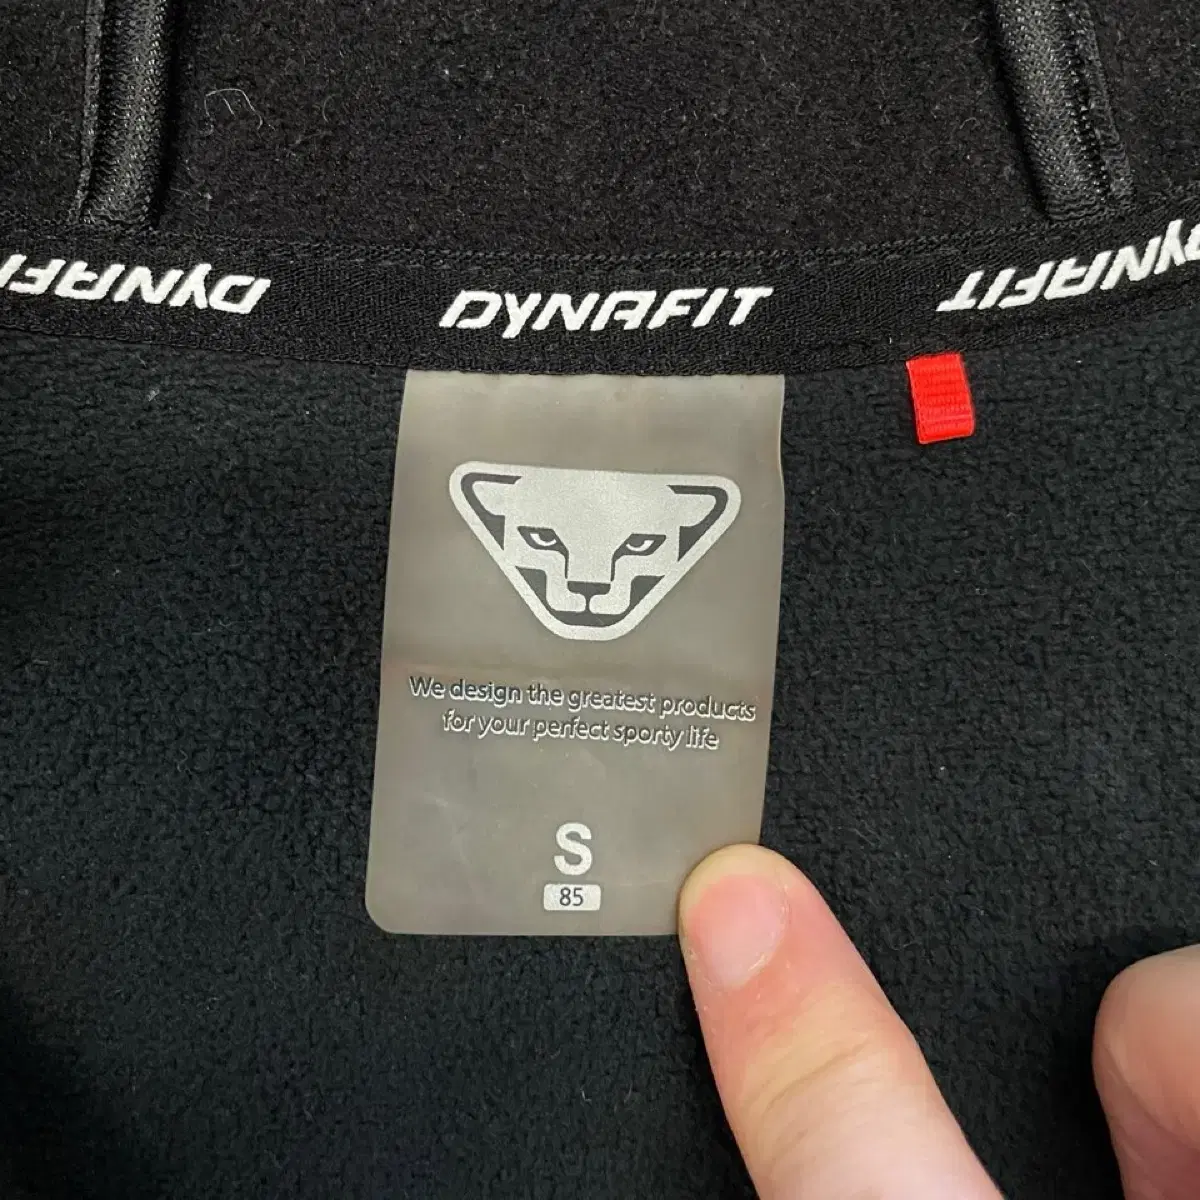 DYNAFIT
DYNAFIT
DYNAFIT
We design the greatest products
for your perfect sporty life
S
85